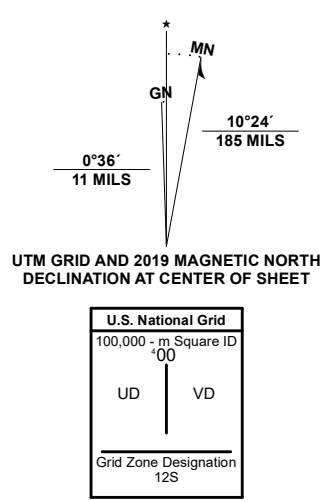 ★
MN
GN
10°24´
185 MILS
0°36´
11 MILS
UTM GRID AND 2019 MAGNETIC NORTH
DECLINATION AT CENTER OF SHEET
U.S. National Grid
100,000 - m Square ID
⁴00
UD VD
Grid Zone Designation
12S